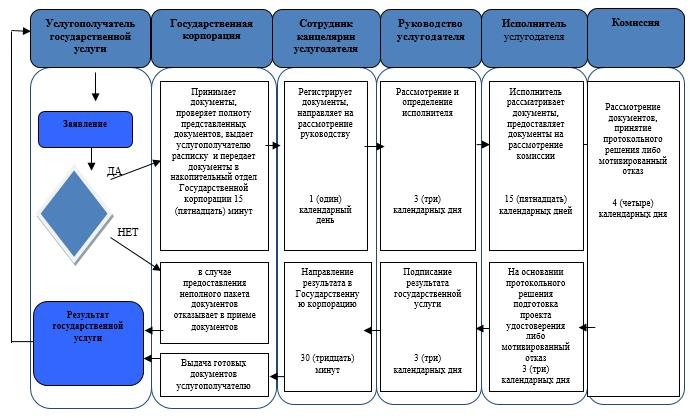 Услугополучатель
государственной
услуги
Государственная
корпорация
Сотрудник
канцелярии
услугодателя
Руководство
услугодателя
Исполнитель
услугодателя
Комиссия
Заявление
ДА
НЕТ
Результат
государственной
услуги
Принимает
документы,
проверяет полноту
представленных
документов, выдает
услугополучателю
расписку и передает
документы в
накопительный отдел
Государственной
корпорации 15
(пятнадцать) минут
Регистрирует
документы,
направляет на
рассмотрение
руководству
1 (один)
календарный
день
Рассмотрение и
определение
исполнителя
3 (три)
календарных дня
Исполнитель
рассматривает
документы,
предоставляет
документы на
рассмотрение
комиссии
15 (пятнадцать)
календарных дней
Рассмотрение
документов,
принятие
протокольного
решения либо
мотивированный
отказ
4 (четыре)
календарных дня
в случае
предоставления
неполного пакета
документов
отказывает в приеме
документов
Выдача готовых
документов
услугополучателю
Направление
результата в
Государственну
ю корпорацию
30 (тридцать)
минут
Подписание
результата
государственной
услуги
3 (три)
календарных дня
На основании
протокольного
решения
подготовка
проекта
удостоверения
либо
мотивированный
отказ
3 (три)
календарных дня